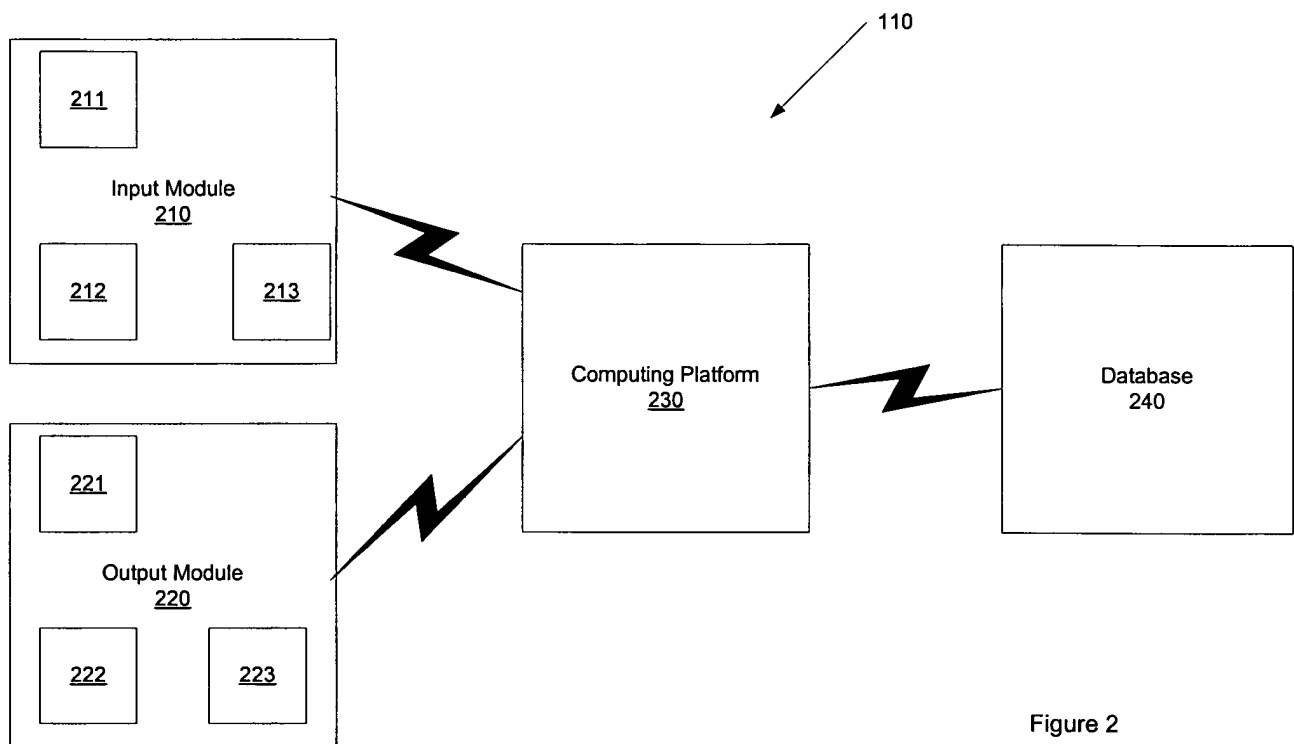 110
211
Input Module
210
212
213
Computing Platform
230
Database
240
221
Output Module
220
222
223
Figure 2